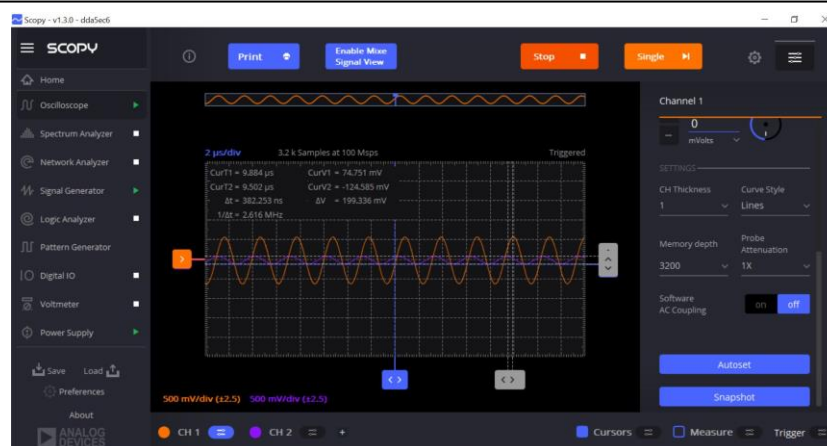 Scopy - v1.3.0 - dda5ec6
SCOPY
Print
Enable Mixe
Signal View
Stop
Single
Home
Oscilloscope
Spectrum Analyzer
Network Analyzer
Signal Generator
Logic Analyzer
Pattern Generator
Digital IO
Voltmeter
Power Supply
Save Load
Preferences
About
ANALOG
DEVICES
2 µs/div 3.2 k Samples at 100 Msps Triggered
CurT1 = 9.884 µs CurV1 = 74.751 mV
CurT2 = 9.502 µs CurV2 = -124.585 mV
Δt = 382.253 ns ΔV = 199.336 mV
1/Δt = 2.616 MHz
500 mV/div (±2.5) 500 mV/div (±2.5)
CH 1 CH 2 +
Cursors Measure Trigger
Channel 1
0
mVolts
SETTINGS
CH Thickness Curve Style
1 Lines
Memory depth Probe
Attenuation
3200 1X
Software
AC Coupling
on off
Autoset
Snapshot